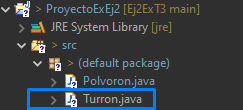 > ProyectoExEj2 [Ej2ExT3 main]
JRE System Library [jre]
> src
> (default package)
Polvoron.java
Turron.java